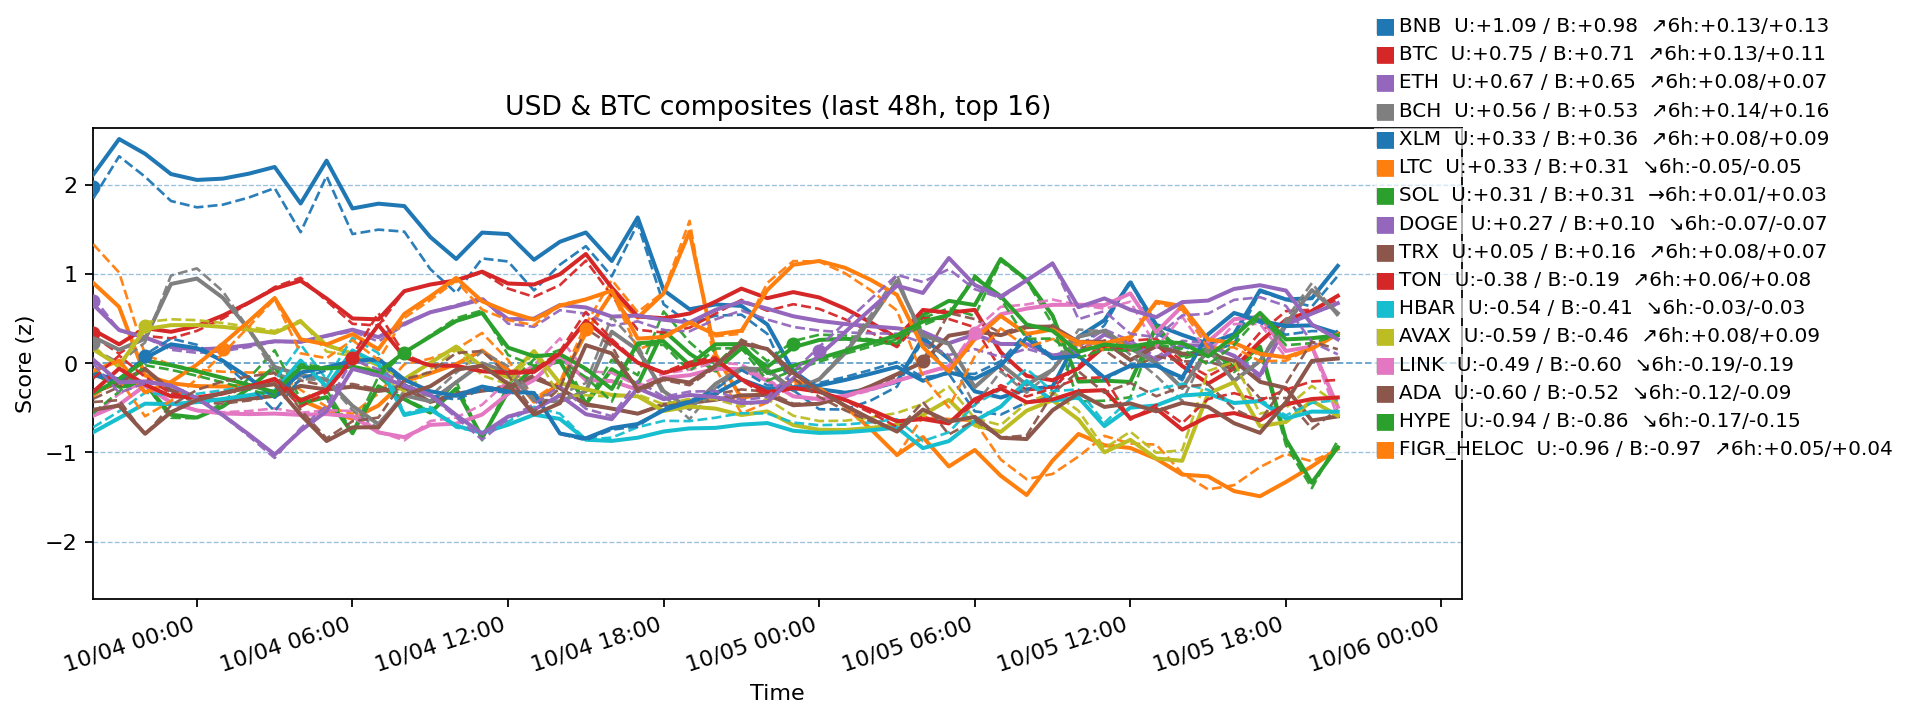 BNB  U:+1.09 / B:+0.98  ↗6h:+0.13/+0.13
BTC  U:+0.75 / B:+0.71  ↗6h:+0.13/+0.11
ETH  U:+0.67 / B:+0.65  ↗6h:+0.08/+0.07
BCH  U:+0.56 / B:+0.53  ↗6h:+0.14/+0.16
XLM  U:+0.33 / B:+0.36  ↗6h:+0.08/+0.09
LTC  U:+0.33 / B:+0.31  ↘6h:-0.05/-0.05
SOL  U:+0.31 / B:+0.31  →6h:+0.01/+0.03
DOGE  U:+0.27 / B:+0.10  ↘6h:-0.07/-0.07
TRX  U:+0.05 / B:+0.16  ↗6h:+0.08/+0.07
TON  U:-0.38 / B:-0.19  ↗6h:+0.06/+0.08
HBAR  U:-0.54 / B:-0.41  ↘6h:-0.03/-0.03
AVAX  U:-0.59 / B:-0.46  ↗6h:+0.08/+0.09
LINK  U:-0.49 / B:-0.60  ↘6h:-0.19/-0.19
ADA  U:-0.60 / B:-0.52  ↘6h:-0.12/-0.09
HYPE  U:-0.94 / B:-0.86  ↘6h:-0.17/-0.15
FIGR_HELOC  U:-0.96 / B:-0.97  ↗6h:+0.05/+0.04
USD & BTC composites (last 48h, top 16)
Score (z)
2
1
0
−1
−2
10/04 00:00
10/04 06:00
10/04 12:00
10/04 18:00
10/05 00:00
10/05 06:00
10/05 12:00
10/05 18:00
10/06 00:00
Time